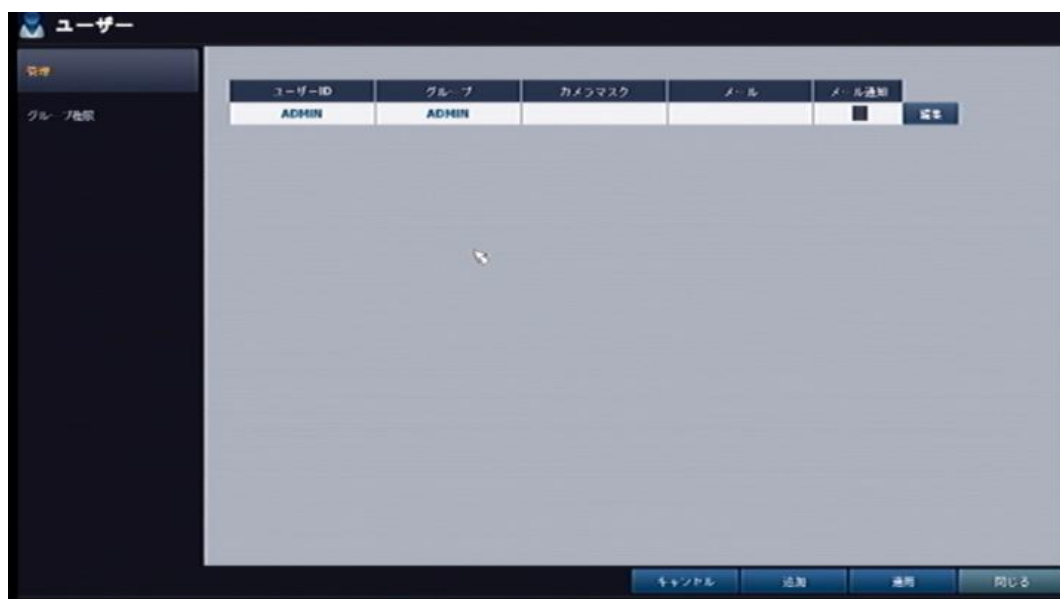 ユーザー
管理
グループ権限
ユーザーID グループ カメラマスク メール メール通知
ADMIN ADMIN 編集
キャンセル 追加 適用 閉じる